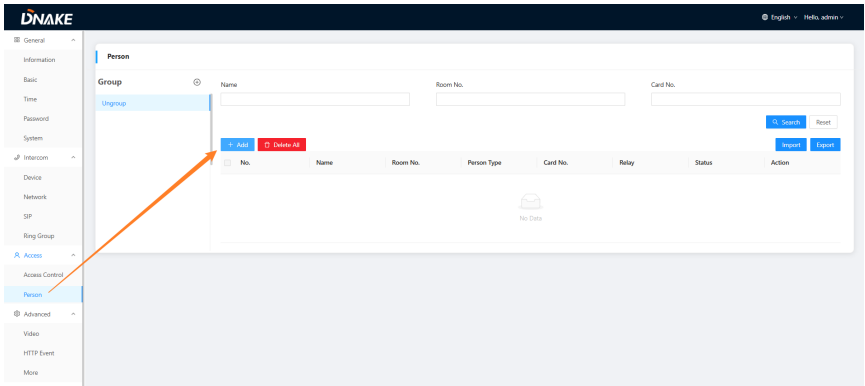 DNAKE
English
Hello, admin
General
Information
Basic
Time
Password
System
Intercom
Device
Network
SIP
Ring Group
Access
Access Control
Person
Advanced
Video
HTTP Event
More
Person
Group
Ungroup
Name
Room No.
Card No.
Search
Reset
+ Add
Delete All
Import
Export
No.
Name
Room No.
Person Type
Card No.
Relay
Status
Action
No Data